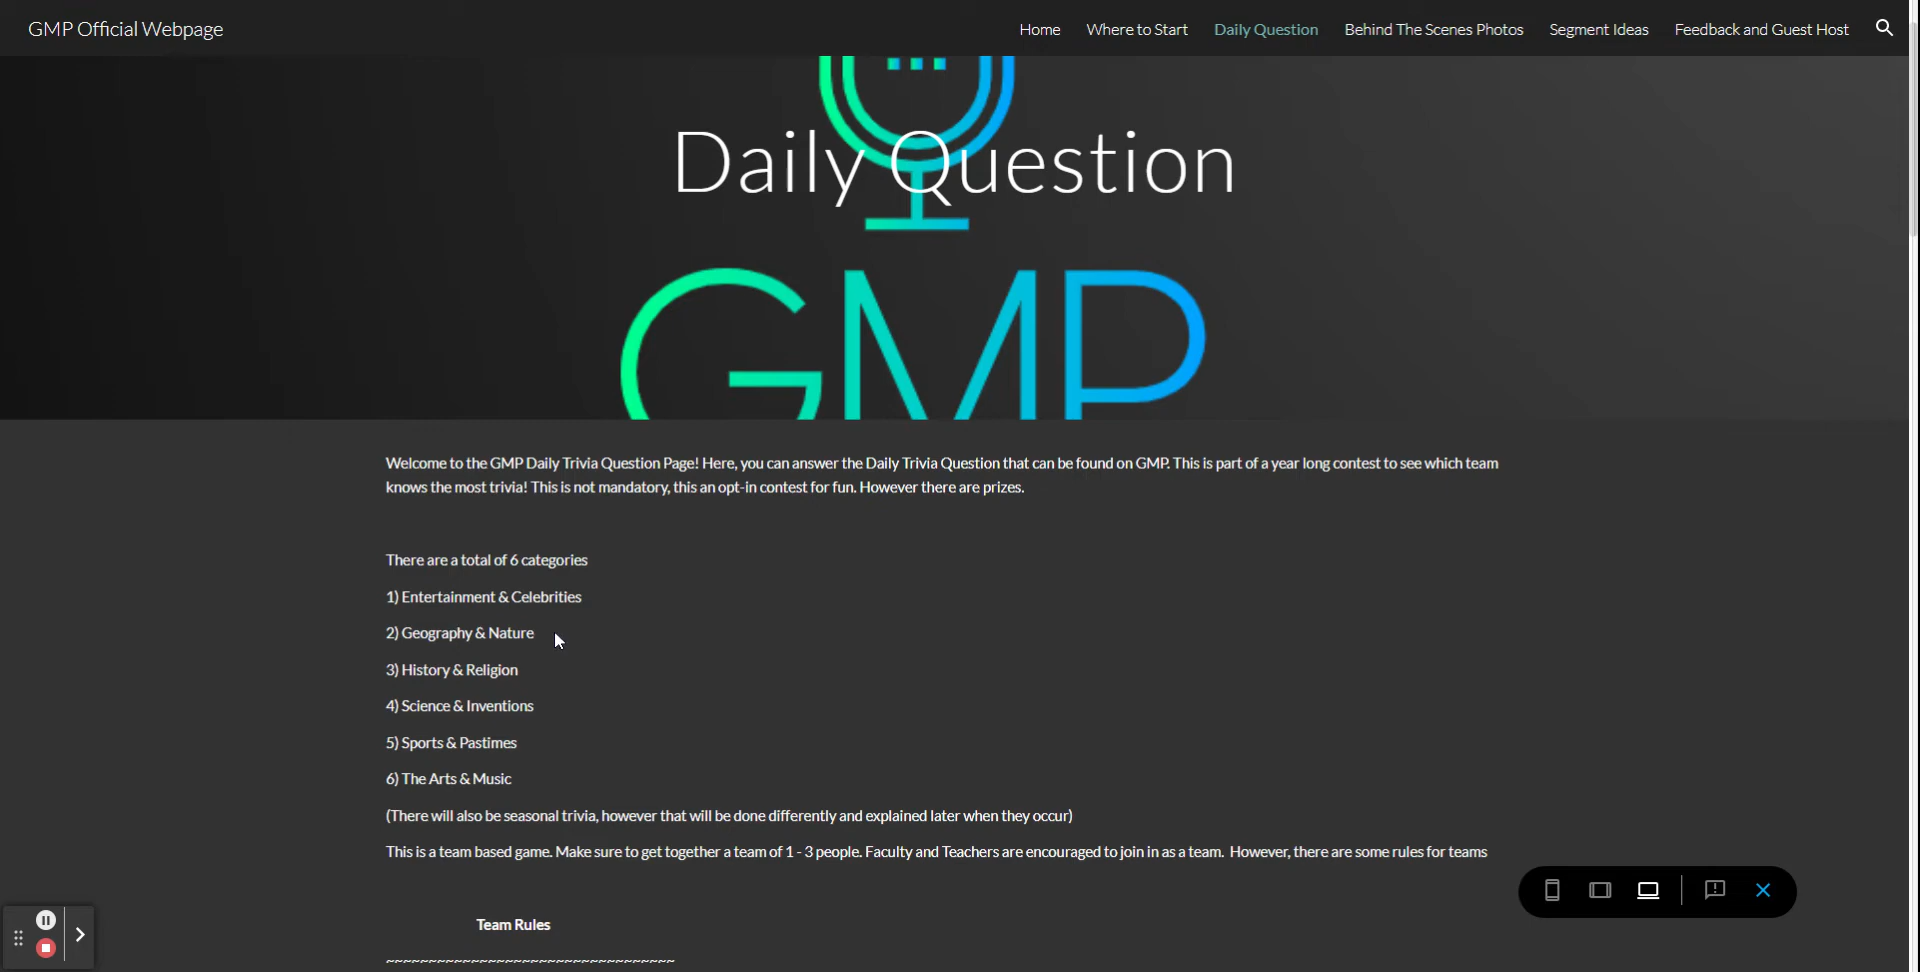 GMP Official Webpage
Home Where to Start Daily Question Behind The Scenes Photos Segment Ideas Feedback and Guest Host
Daily Question
GMP
Welcome to the GMP Daily Trivia Question Page! Here, you can answer the Daily Trivia Question that can be found on GMP. This is part of a year long contest to see which team
knows the most trivia! This is not mandatory, this an opt-in contest for fun. However there are prizes.
There are a total of 6 categories
1) Entertainment & Celebrities
2) Geography & Nature
3) History & Religion
4) Science & Inventions
5) Sports & Pastimes
6) The Arts & Music
(There will also be seasonal trivia, however that will be done differently and explained later when they occur)
This is a team based game. Make sure to get together a team of 1 - 3 people. Faculty and Teachers are encouraged to join in as a team. However, there are some rules for teams
Team Rules
~~~~~~~~~~~~~~~~~~~~~~~~~~~~~~~~~~